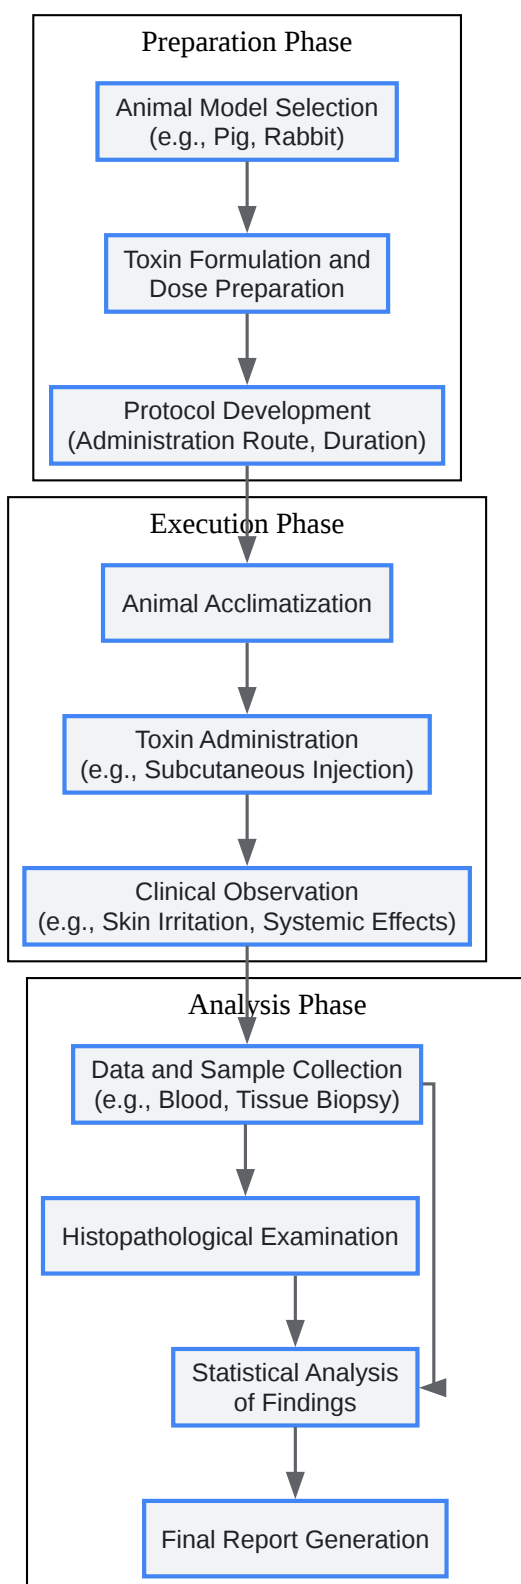 Preparation Phase
Animal Model Selection
(e.g., Pig, Rabbit)
Toxin Formulation and
Dose Preparation
Protocol Development
(Administration Route, Duration)
Execution Phase
Animal Acclimatization
Toxin Administration
(e.g., Subcutaneous Injection)
Clinical Observation
(e.g., Skin Irritation, Systemic Effects)
Analysis Phase
Data and Sample Collection
(e.g., Blood, Tissue Biopsy)
Histopathological Examination
Statistical Analysis
of Findings
Final Report Generation